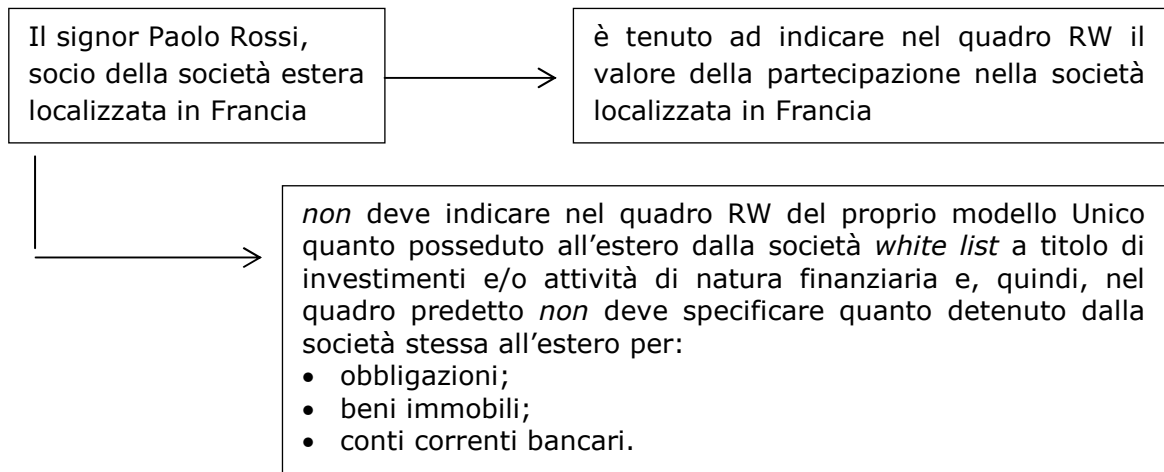 Il signor Paolo Rossi,
socio della società estera
localizzata in Francia
è tenuto ad indicare nel quadro RW il
valore della partecipazione nella società
localizzata in Francia
non deve indicare nel quadro RW del proprio modello Unico
quanto posseduto all'estero dalla società white list a titolo di
investimenti e/o attività di natura finanziaria e, quindi, nel
quadro predetto non deve specificare quanto detenuto dalla
società stessa all'estero per:
• obbligazioni;
• beni immobili;
• conti correnti bancari.